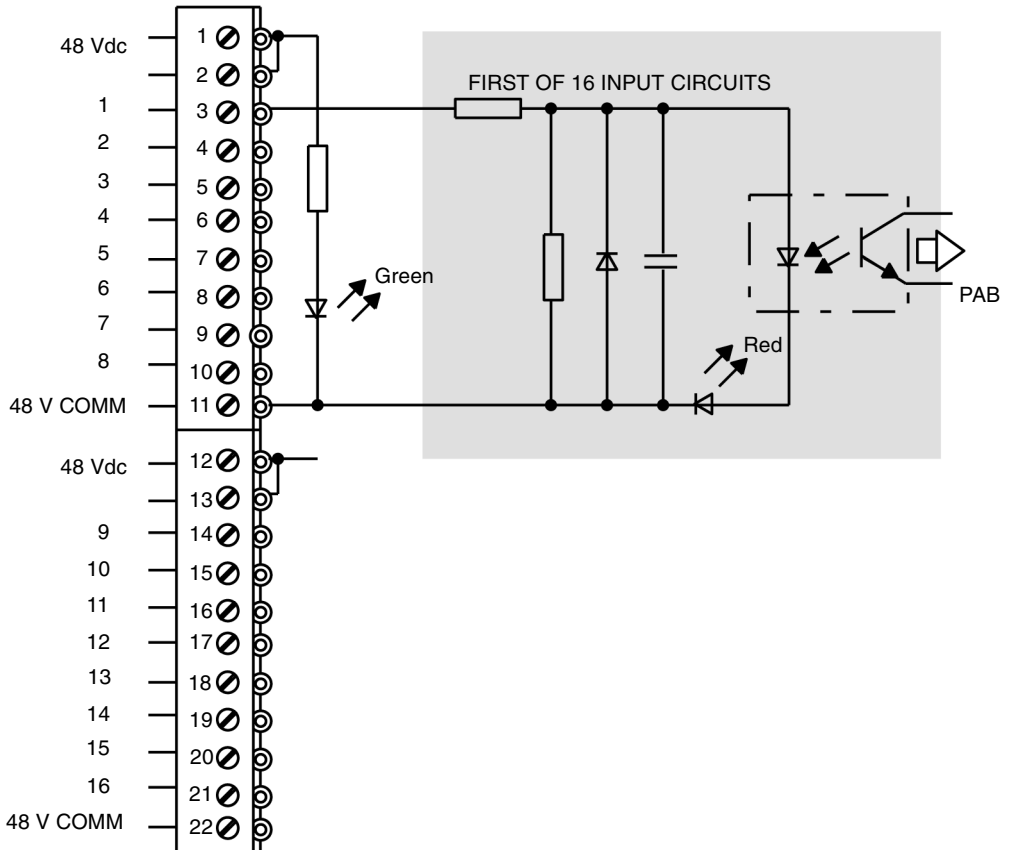 48 Vdc 1
2
1 3
2 4
3 5
4 6
5 7
6 8
7 9
8 10
48 V COMM 11
48 Vdc 12
13
9 14
10 15
11 16
12 17
13 18
14 19
15 20
16 21
48 V COMM 22
FIRST OF 16 INPUT CIRCUITS
Green
Red
PAB